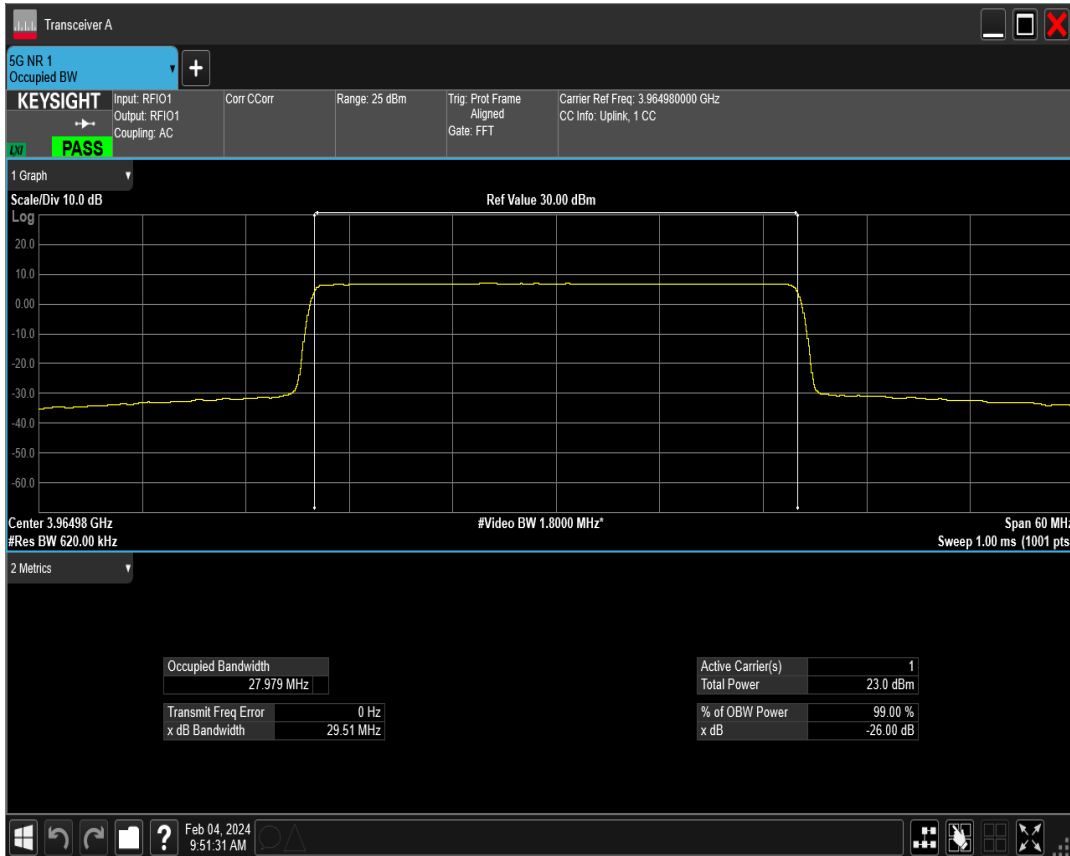 Transceiver A
5G NR 1
Occupied BW
+
KEYSIGHT
LXI
PASS
Input: RFIO1
Output: RFIO1
Coupling: AC
Corr CCorr
Range: 25 dBm
Trig: Prot Frame
Aligned
Gate: FFT
Carrier Ref Freq: 3.964980000 GHz
CC Info: Uplink, 1 CC
1 Graph
Scale/Div 10.0 dB
Ref Value 30.00 dBm
Log
20.0
10.0
0.00
-10.0
-20.0
-30.0
-40.0
-50.0
-60.0
Center 3.96498 GHz
#Video BW 1.8000 MHz*
Span 60 MHz
#Res BW 620.00 kHz
Sweep 1.00 ms (1001 pts
2 Metrics
Occupied Bandwidth
27.979 MHz
Transmit Freq Error 0 Hz
x dB Bandwidth 29.51 MHz
Active Carrier(s) 1
Total Power 23.0 dBm
% of OBW Power 99.00 %
x dB -26.00 dB
?
Feb 04, 2024
9:51:31 AM